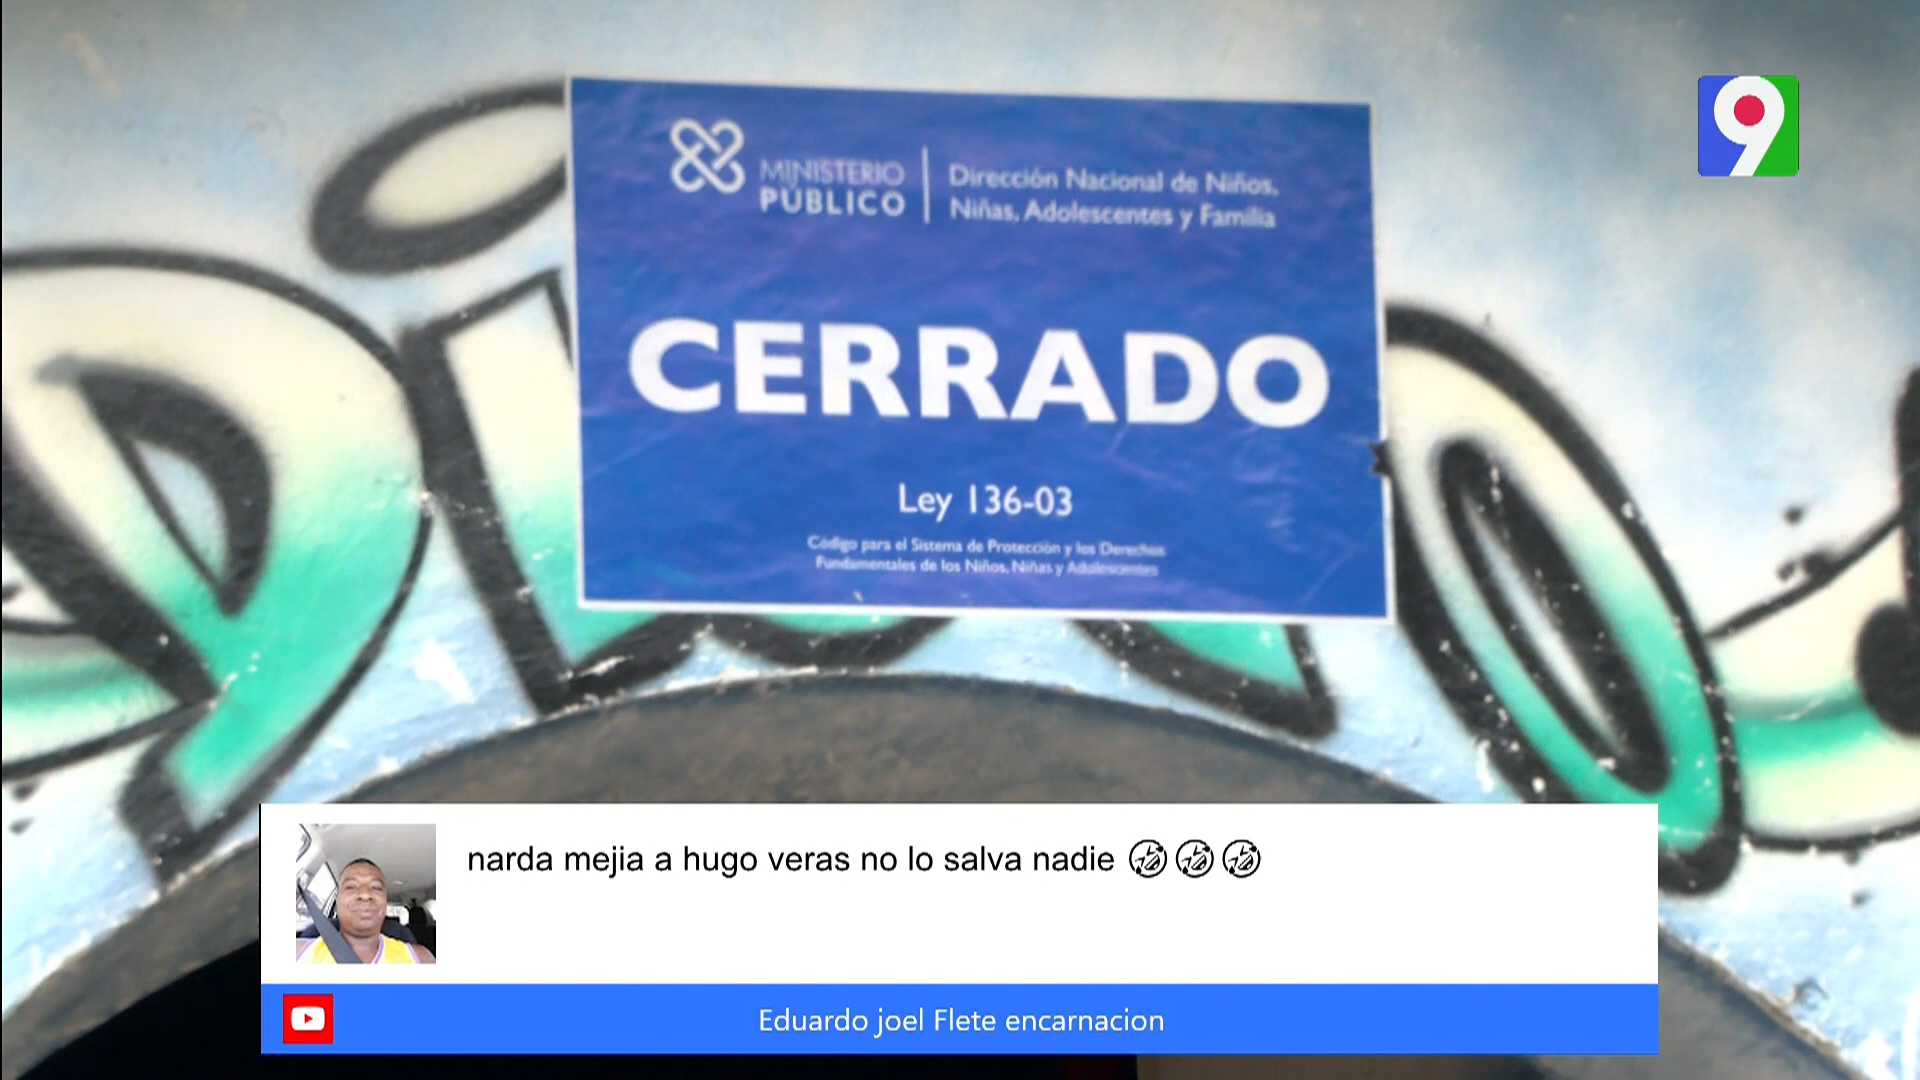 9
MINISTERIO
PÚBLICO
Dirección Nacional de Niños,
Niñas, Adolescentes y Familia
CERRADO
Ley 136-03
Código para el Sistema de Protección y los Derechos
Fundamentales de los Niños, Niñas y Adolescentes
narda mejia a hugo veras no lo salva nadie 🤣🤣🤣
Eduardo joel Flete encarnacion